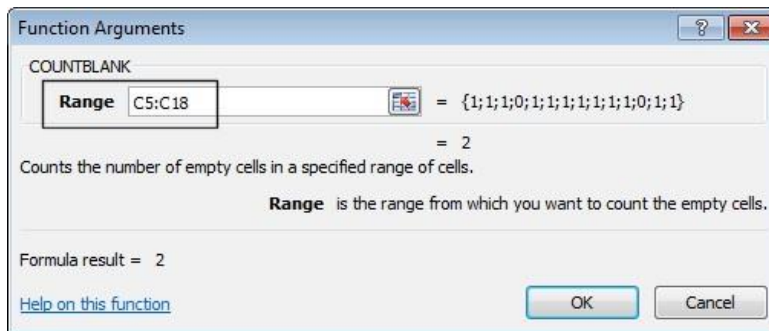 Function Arguments
?
COUNTBLANK
Range C5:C18 = {1;1;1;0;1;1;1;1;1;1;1;0;1;1}
= 2
Counts the number of empty cells in a specified range of cells.
Range is the range from which you want to count the empty cells.
Formula result = 2
Help on this function OK Cancel